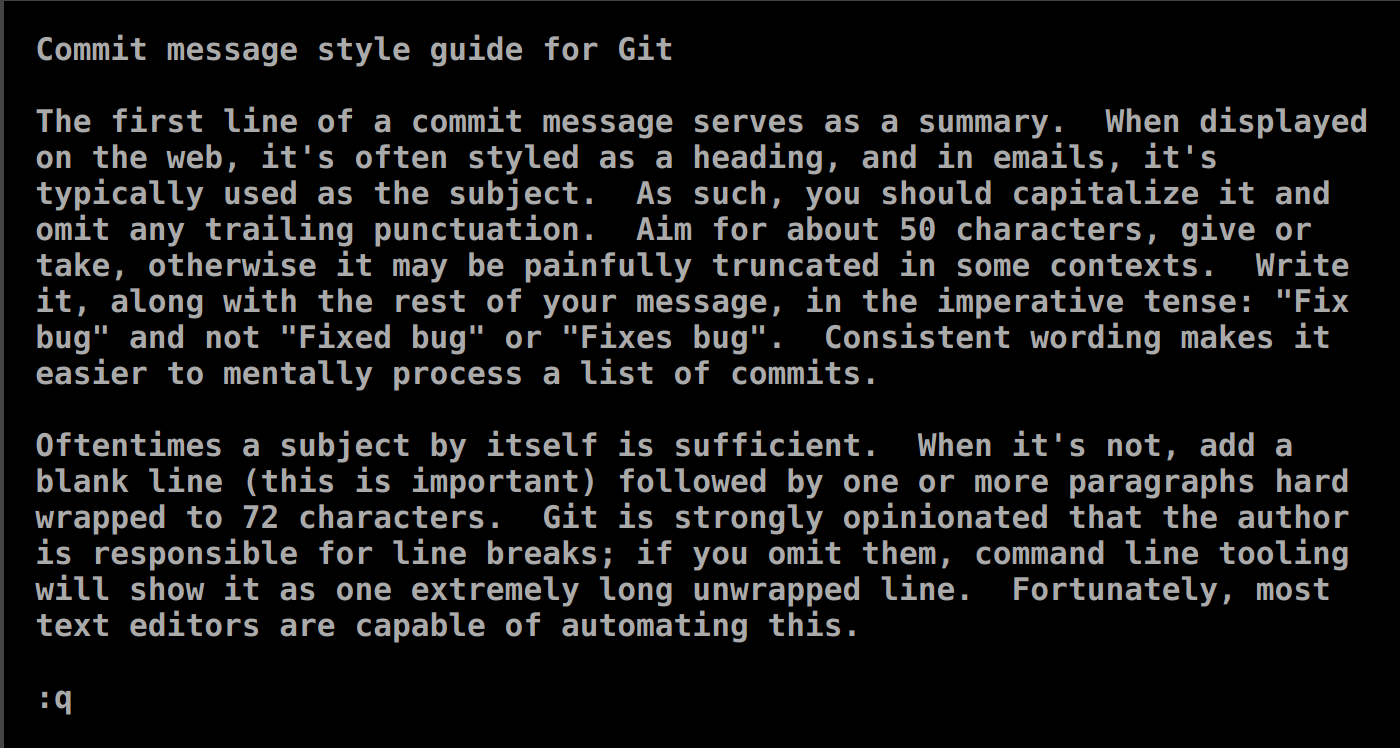 Commit message style guide for Git
The first line of a commit message serves as a summary.  When displayed
on the web, it's often styled as a heading, and in emails, it's
typically used as the subject.  As such, you should capitalize it and
omit any trailing punctuation.  Aim for about 50 characters, give or
take, otherwise it may be painfully truncated in some contexts.  Write
it, along with the rest of your message, in the imperative tense: "Fix
bug" and not "Fixed bug" or "Fixes bug".  Consistent wording makes it
easier to mentally process a list of commits.
Oftentimes a subject by itself is sufficient.  When it's not, add a
blank line (this is important) followed by one or more paragraphs hard
wrapped to 72 characters.  Git is strongly opinionated that the author
is responsible for line breaks; if you omit them, command line tooling
will show it as one extremely long unwrapped line.  Fortunately, most
text editors are capable of automating this.
:q